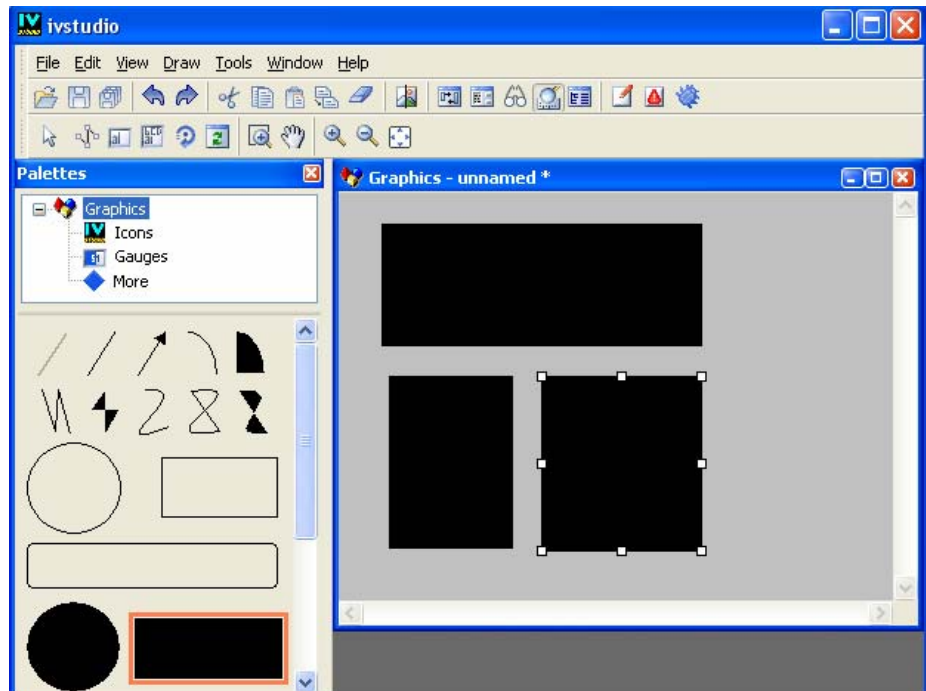 ivstudio
File Edit View Draw Tools Window Help
Palettes
Graphics - unnamed *
Graphics
Icons
Gauges
More